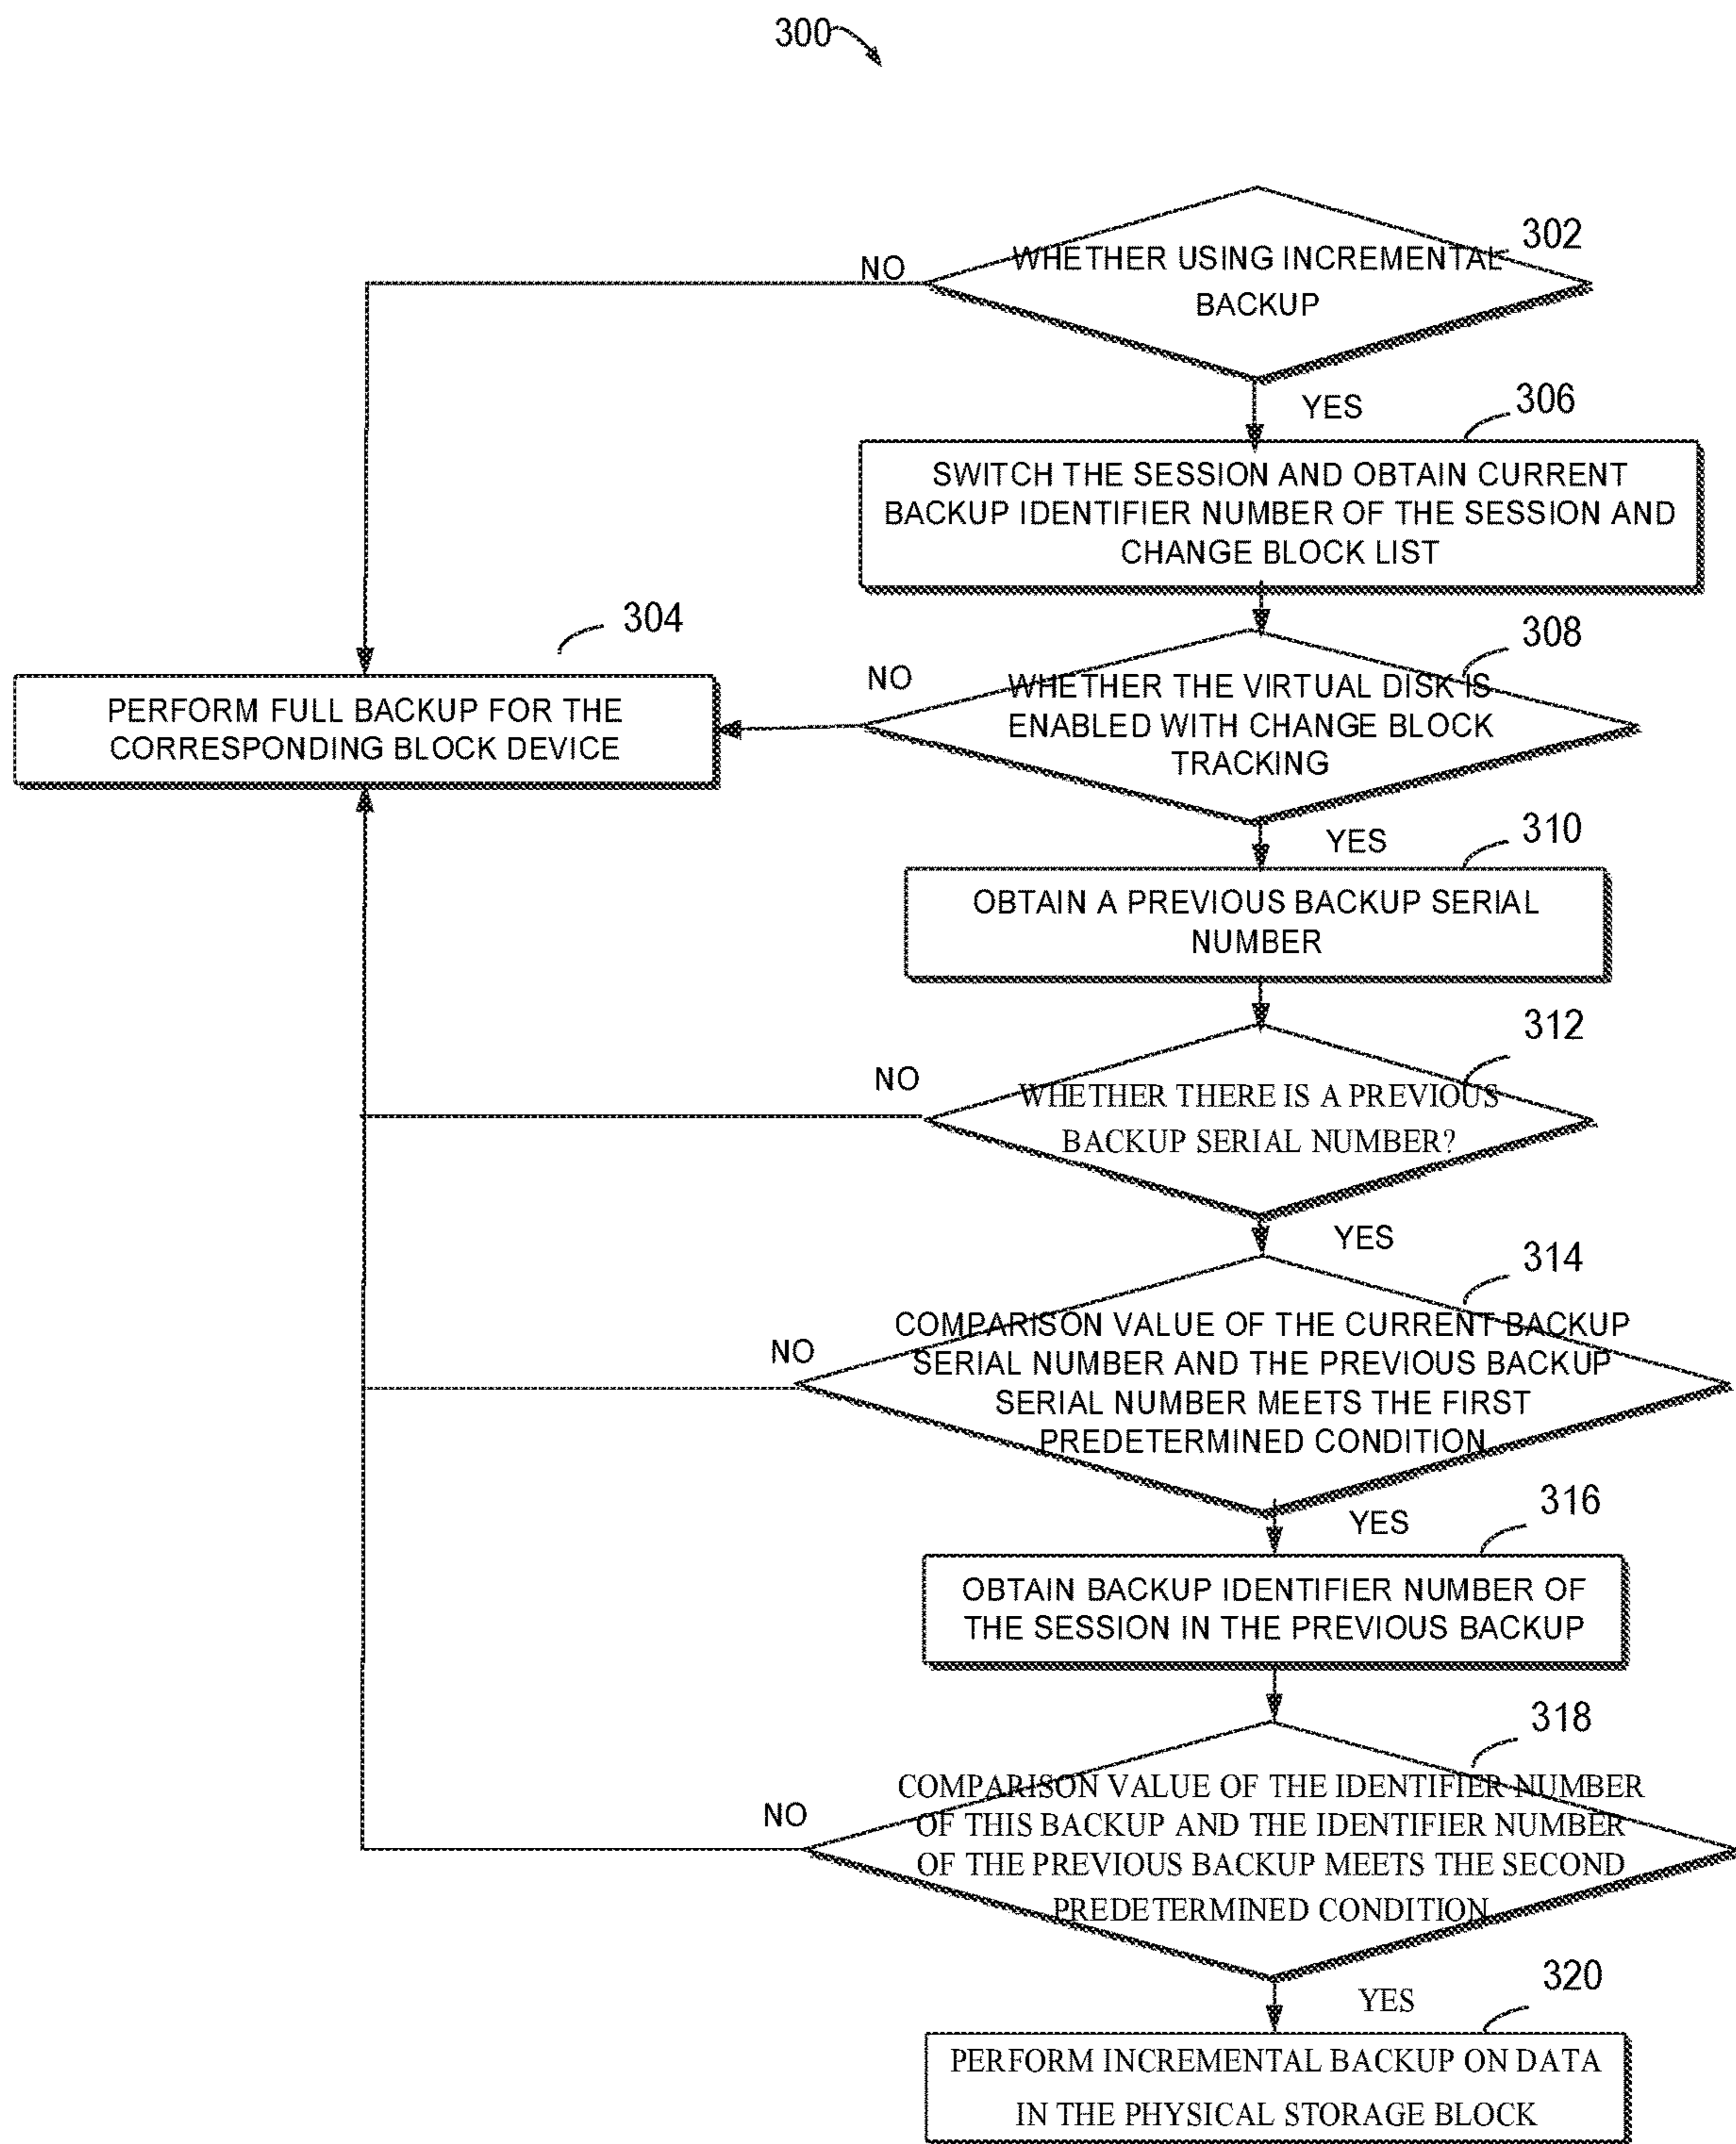 300
302
WHETHER USING INCREMENTAL
BACKUP
NO
YES
306
SWITCH THE SESSION AND OBTAIN CURRENT
BACKUP IDENTIFIER NUMBER OF THE SESSION AND
CHANGE BLOCK LIST
304
PERFORM FULL BACKUP FOR THE
CORRESPONDING BLOCK DEVICE
308
NO
WHETHER THE VIRTUAL DISK IS
ENABLED WITH CHANGE BLOCK
TRACKING
YES
310
OBTAIN A PREVIOUS BACKUP SERIAL
NUMBER
312
NO
WHETHER THERE IS A PREVIOUS
BACKUP SERIAL NUMBER?
YES
314
NO
COMPARISON VALUE OF THE CURRENT BACKUP
SERIAL NUMBER AND THE PREVIOUS BACKUP
SERIAL NUMBER MEETS THE FIRST
PREDETERMINED CONDITION
YES
316
OBTAIN BACKUP IDENTIFIER NUMBER OF
THE SESSION IN THE PREVIOUS BACKUP
318
NO
COMPARISON VALUE OF THE IDENTIFIER NUMBER
OF THIS BACKUP AND THE IDENTIFIER NUMBER
OF THE PREVIOUS BACKUP MEETS THE SECOND
PREDETERMINED CONDITION
YES
320
PERFORM INCREMENTAL BACKUP ON DATA
IN THE PHYSICAL STORAGE BLOCK